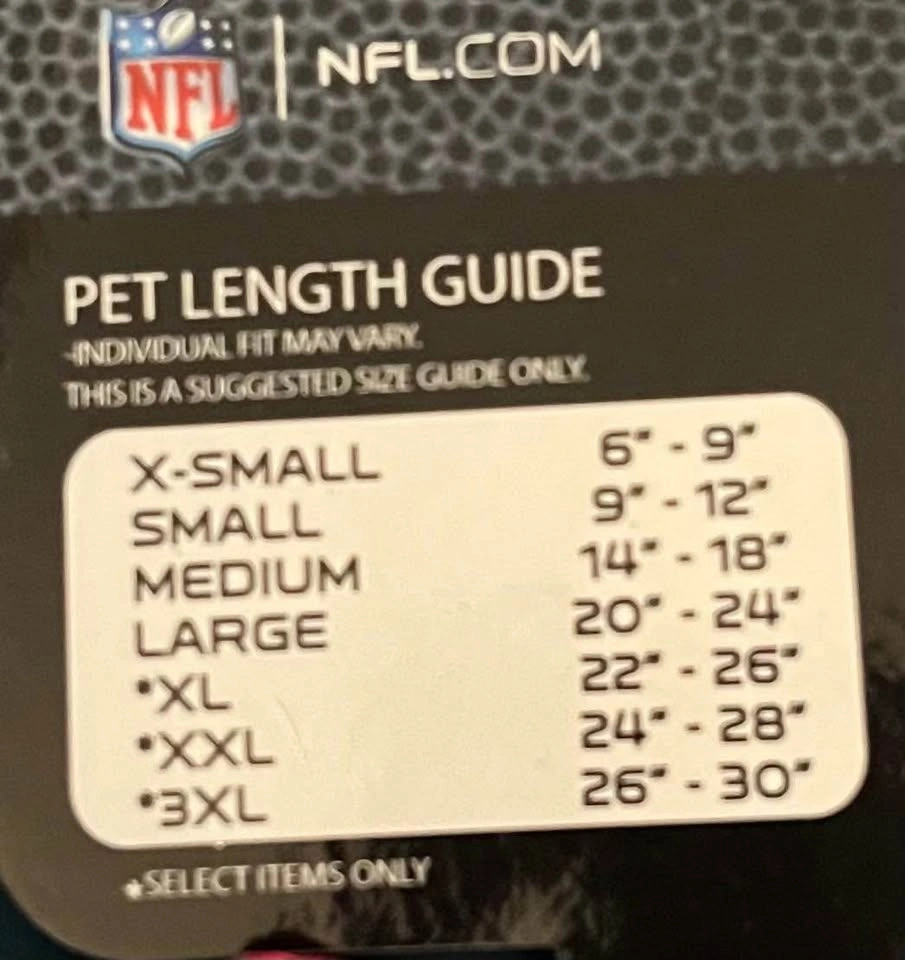 NFL
NFL.COM
PET LENGTH GUIDE
-INDIVIDUAL FIT MAY VARY.
THIS IS A SUGGESTED SIZE GUIDE ONLY.
X-SMALL 6" - 9"
SMALL 9" - 12"
MEDIUM 14" - 18"
LARGE 20" - 24"
*XL 22" - 26"
*XXL 24" - 28"
*3XL 26" - 30"
*SELECT ITEMS ONLY